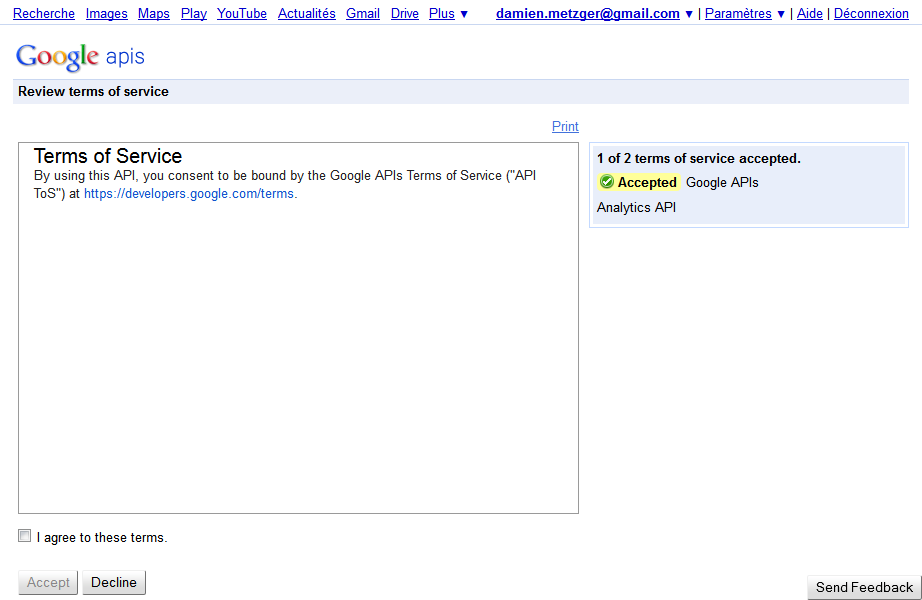 Recherche Images Maps Play YouTube Actualités Gmail Drive Plus ▼ damien.metzger@gmail.com ▼ | Paramètres ▼ | Aide | Déconnexion
Google apis
Review terms of service
Print
Terms of Service
By using this API, you consent to be bound by the Google APIs Terms of Service ("API
ToS") at https://developers.google.com/terms.
1 of 2 terms of service accepted.
Accepted Google APIs
Analytics API
I agree to these terms.
Accept Decline
Send Feedback